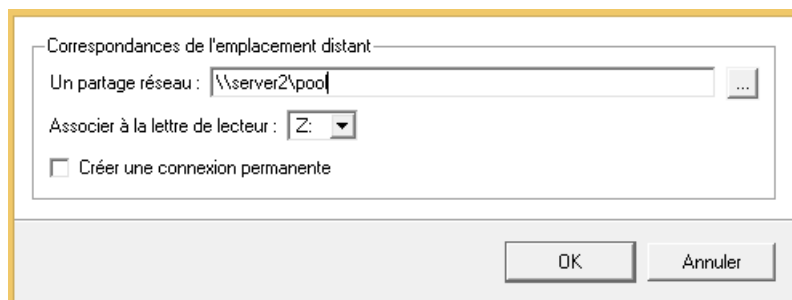 Correspondances de l'emplacement distant
Un partage réseau : \\server2\pool ...
Associer à la lettre de lecteur : Z:
Créer une connexion permanente
OK Annuler